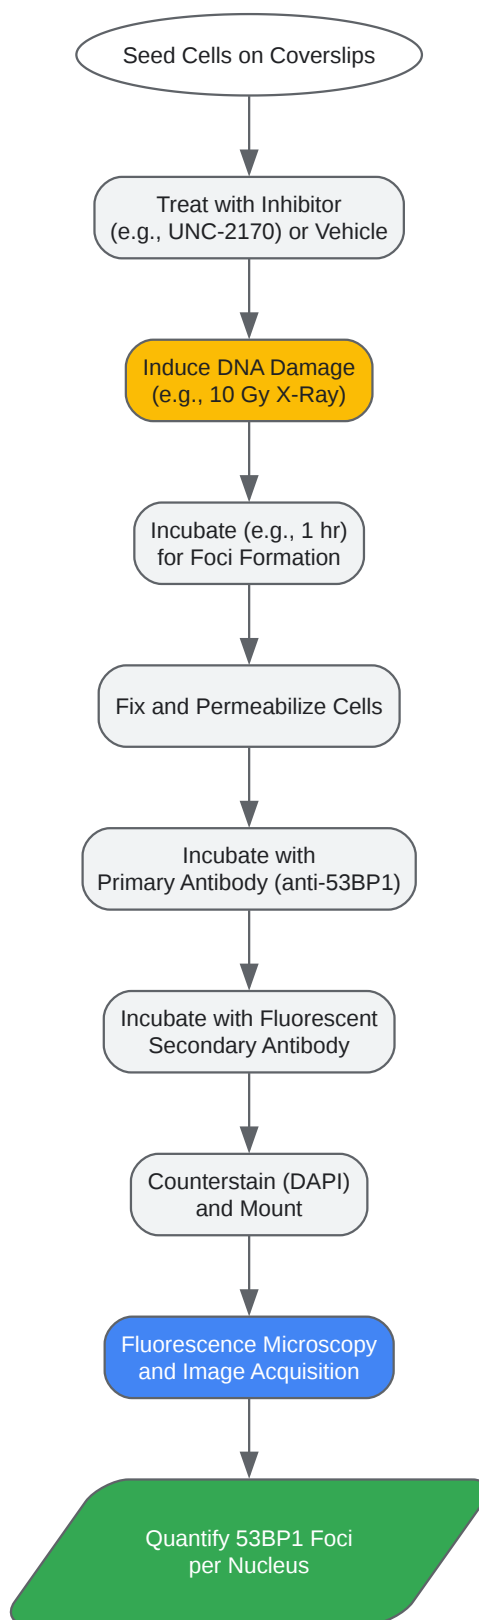 Seed Cells on Coverslips
Treat with Inhibitor
(e.g., UNC-2170) or Vehicle
Induce DNA Damage
(e.g., 10 Gy X-Ray)
Incubate (e.g., 1 hr)
for Foci Formation
Fix and Permeabilize Cells
Incubate with
Primary Antibody (anti-53BP1)
Incubate with Fluorescent
Secondary Antibody
Counterstain (DAPI)
and Mount
Fluorescence Microscopy
and Image Acquisition
Quantify 53BP1 Foci
per Nucleus